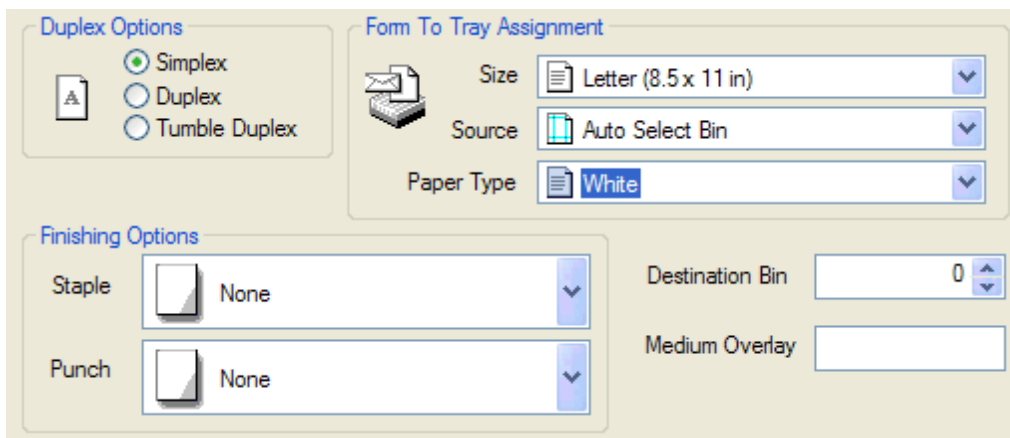 Duplex Options
Simplex
Duplex
Tumble Duplex
A
Form To Tray Assignment
Size Letter (8.5 x 11 in)
Source Auto Select Bin
Paper Type White
Finishing Options
Staple None
Punch None
Destination Bin 0
Medium Overlay